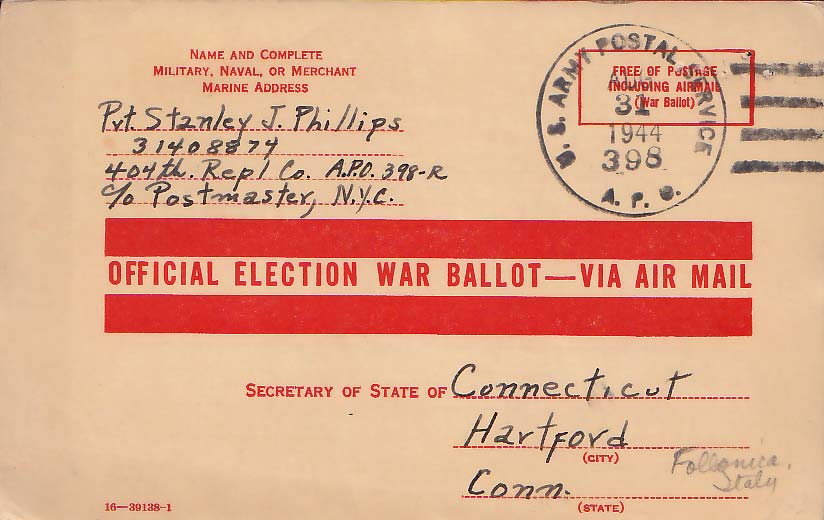 NAME AND COMPLETE
MILITARY, NAVAL, OR MERCHANT
MARINE ADDRESS
Pvt. Stanley J. Phillips
31408874
404th. Repl Co. A.P.O. 398-R
c/o Postmaster, N.Y.C.
FREE OF POSTAGE
INCLUDING AIRMAIL
(War Ballot)
U. S. ARMY POSTAL SERVICE
AUG
31
1944
398
A. P. O.
OFFICIAL ELECTION WAR BALLOT—VIA AIR MAIL
SECRETARY OF STATE OF Connecticut
Hartford
(CITY)
Conn.
(STATE)
Follonica,
Italy
16—39138-1